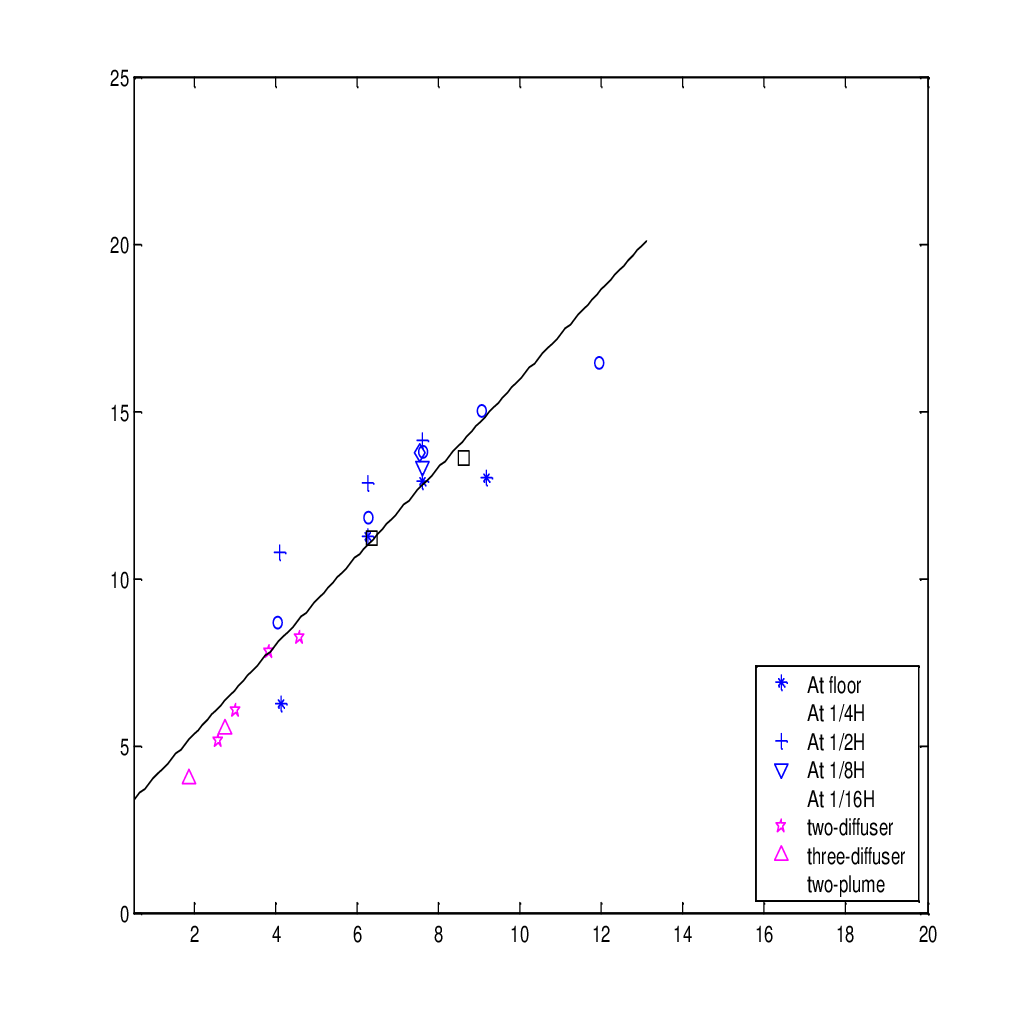 25
20
15
10
5
0
2 4 6 8 10 12 14 16 18 20
At floor
At 1/4H
At 1/2H
At 1/8H
At 1/16H
two-diffuser
three-diffuser
two-plume